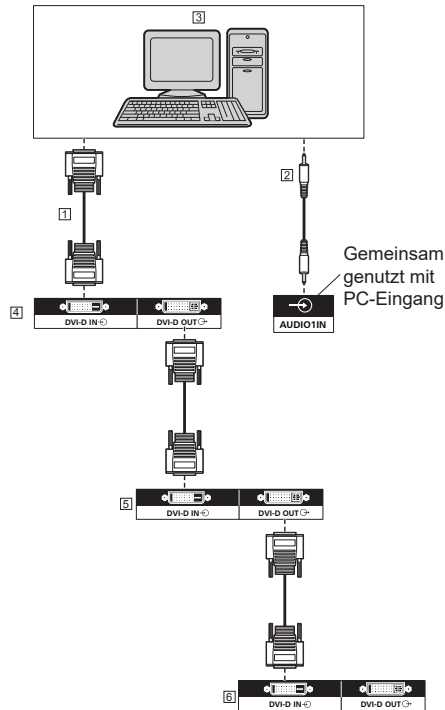 3
2
1
Gemeinsam
genutzt mit
PC-Eingang
4
DVI-D IN DVI-D OUT
AUDIO1IN
5
DVI-D IN DVI-D OUT
6
DVI-D IN DVI-D OUT